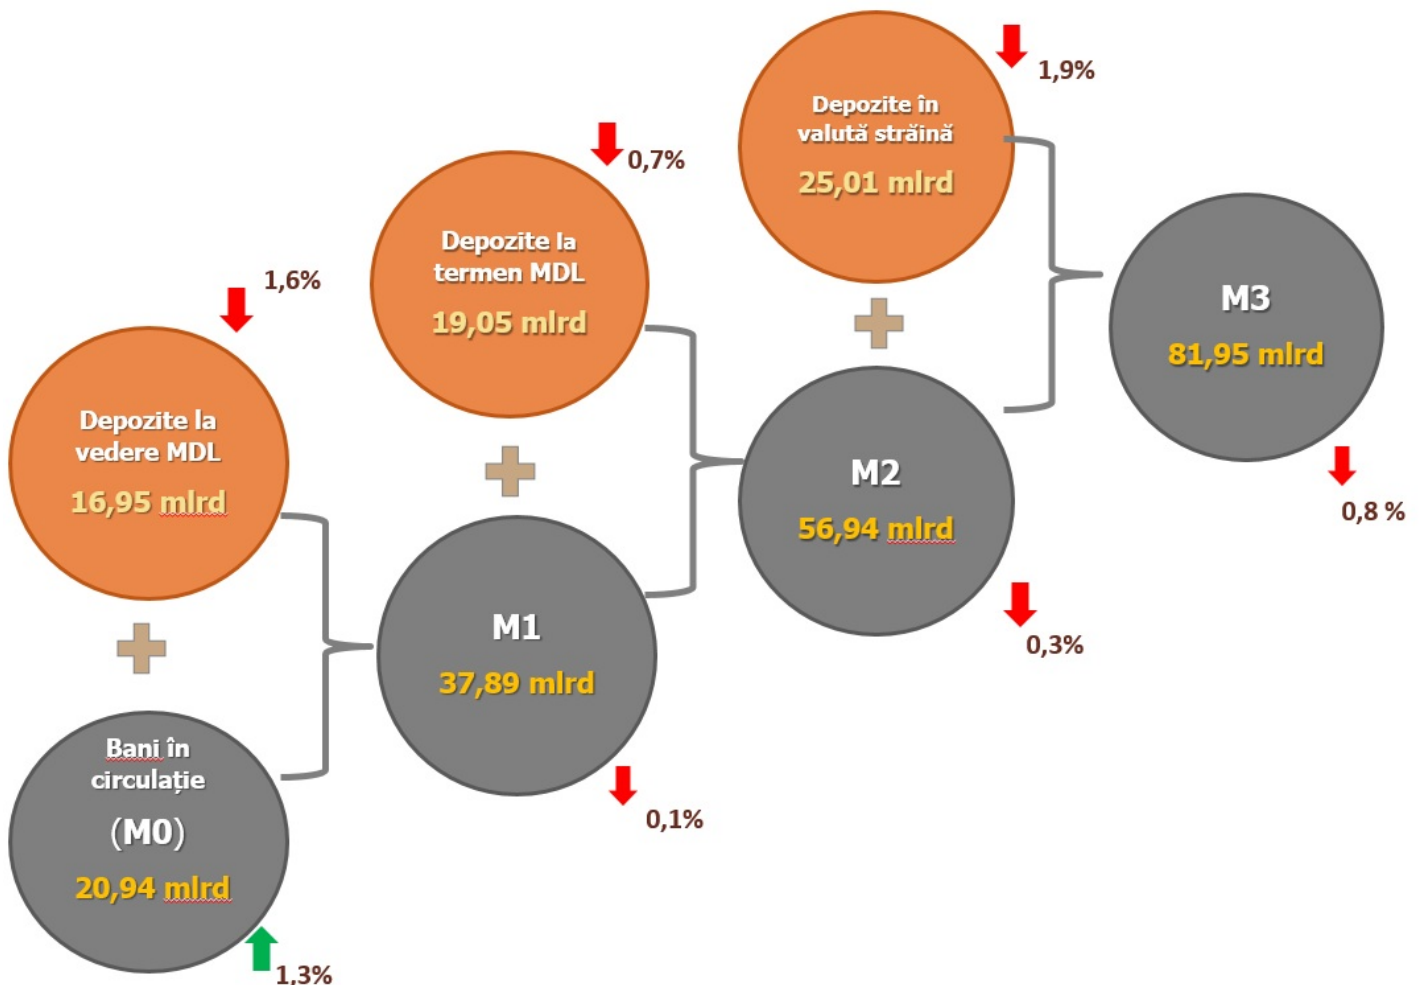 1,9%
Depozite în
valută străină
25,01 mlrd
0,7%
Depozite la
termen MDL
19,05 mlrd
1,6%
Depozite la
vedere MDL
16,95 mlrd
M3
81,95 mlrd
0,8 %
M2
56,94 mlrd
0,3%
M1
37,89 mlrd
0,1%
Bani în
circulație
(M0)
20,94 mlrd
1,3%